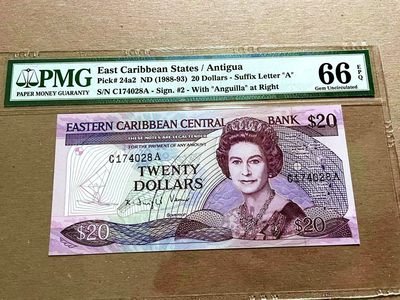 PMG
PAPER MONEY GUARANTY
East Caribbean States / Antigua
Pick# 24a2 ND (1988-93) 20 Dollars - Suffix Letter "A"
S/N C174028A - Sign. #2 - With "Anguilla" at Right
66 EPQ
Gem Uncirculated
EASTERN CARIBBEAN CENTRAL BANK $20
THESE NOTES ARE LEGAL TENDER
FOR THE PAYMENT OF ANY AMOUNT
C174028A
TWENTY
DOLLARS
C174028A
$20
$20